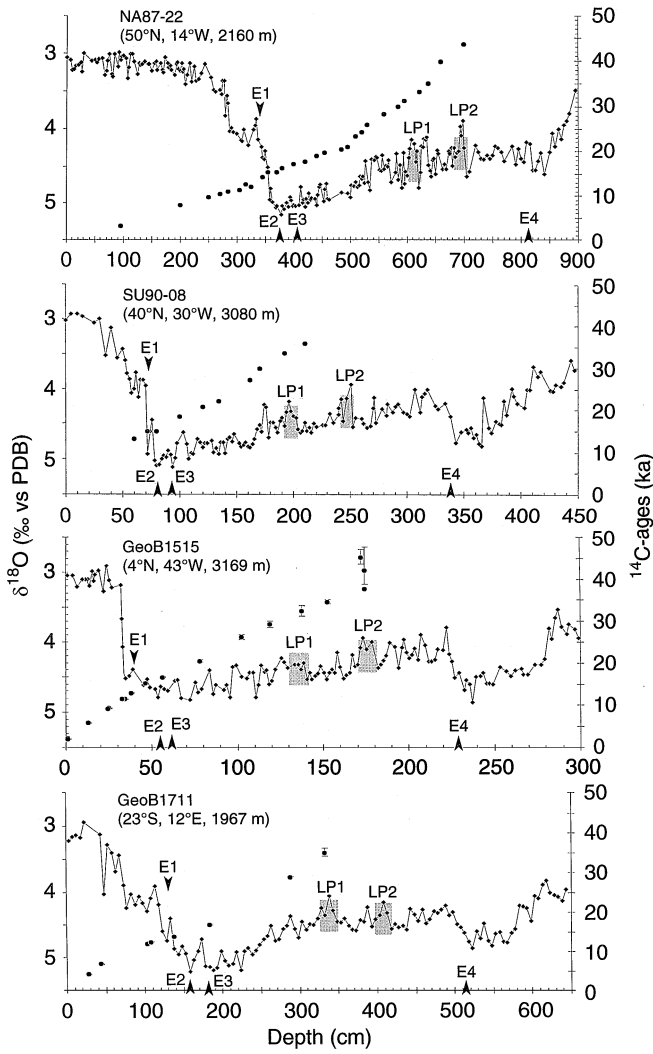 NA87-22
(50°N, 14°W, 2160 m)
50
3
40
E1
30
LP1
LP2
4
20
5
10
E2
E3
E4
0
0 100 200 300 400 500 600 700 800 900
SU90-08
(40°N, 30°W, 3080 m)
50
3
40
E1
30
LP1
LP2
4
20
5
10
E2
E3
E4
0
0 50 100 150 200 250 300 350 400 450
GeoB1515
(4°N, 43°W, 3169 m)
50
3
40
E1
30
LP1
LP2
4
20
5
10
E2
E3
E4
0
0 50 100 150 200 250 300
GeoB1711
(23°S, 12°E, 1967 m)
50
3
40
E1
30
LP1
LP2
4
20
5
10
E2
E3
E4
0
0 100 200 300 400 500 600
Depth (cm)
δ18O (‰ vs PDB)
14C-ages (ka)